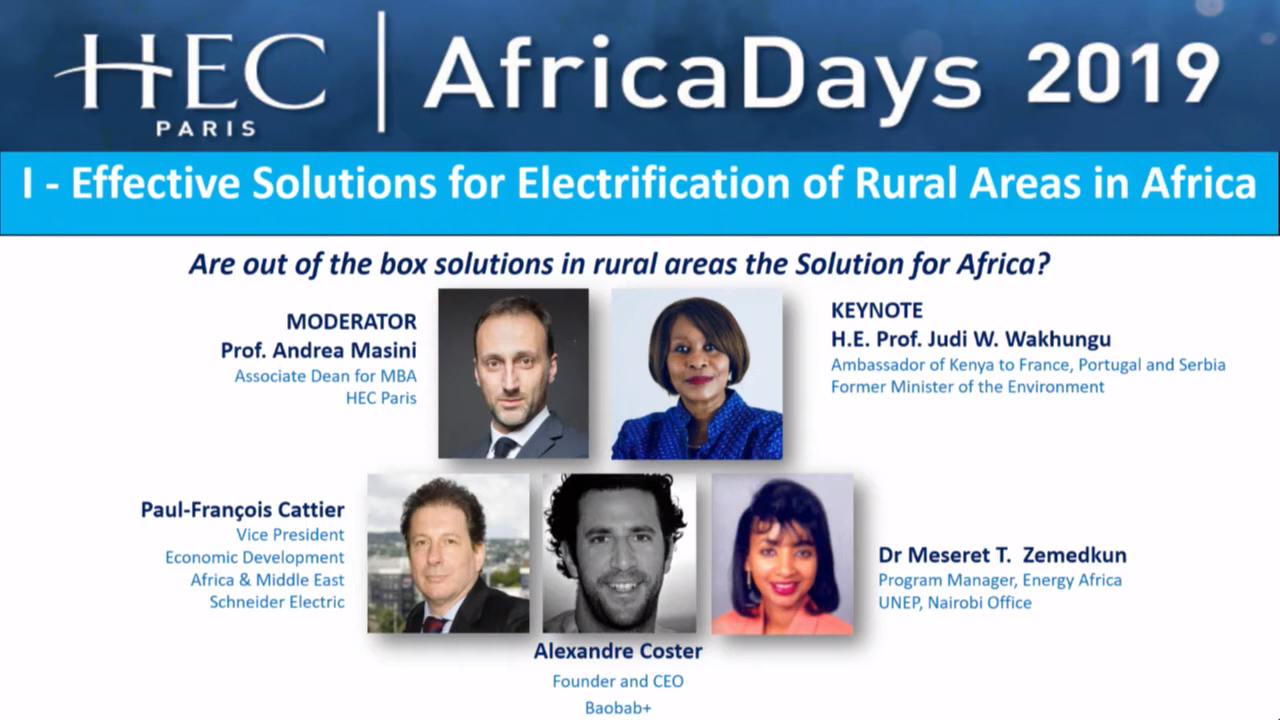 HEC
PARIS
AfricaDays 2019
I - Effective Solutions for Electrification of Rural Areas in Africa
Are out of the box solutions in rural areas the Solution for Africa?
MODERATOR
Prof. Andrea Masini
Associate Dean for MBA
HEC Paris
KEYNOTE
H.E. Prof. Judi W. Wakhungu
Ambassador of Kenya to France, Portugal and Serbia
Former Minister of the Environment
Paul-François Cattier
Vice President
Economic Development
Africa & Middle East
Schneider Electric
Alexandre Coster
Founder and CEO
Baobab+
Dr Meseret T. Zemedkun
Program Manager, Energy Africa
UNEP, Nairobi Office